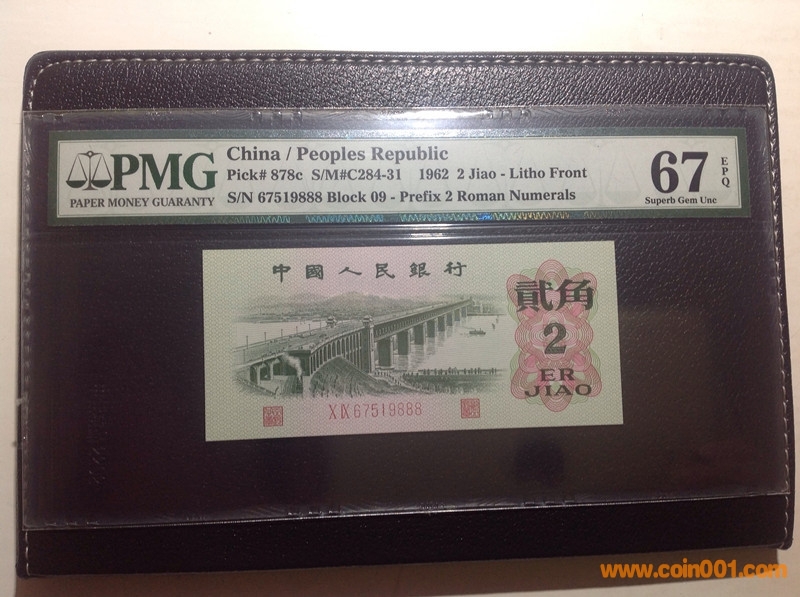 PMG
PAPER MONEY GUARANTY
China / Peoples Republic
Pick# 878c S/M#C284-31 1962 2 Jiao - Litho Front
S/N 67519888 Block 09 - Prefix 2 Roman Numerals
67 EPQ
Superb Gem Unc
中國人民銀行
貳角
2
ER
JIAO
X IX 67519888
www.coin001.com